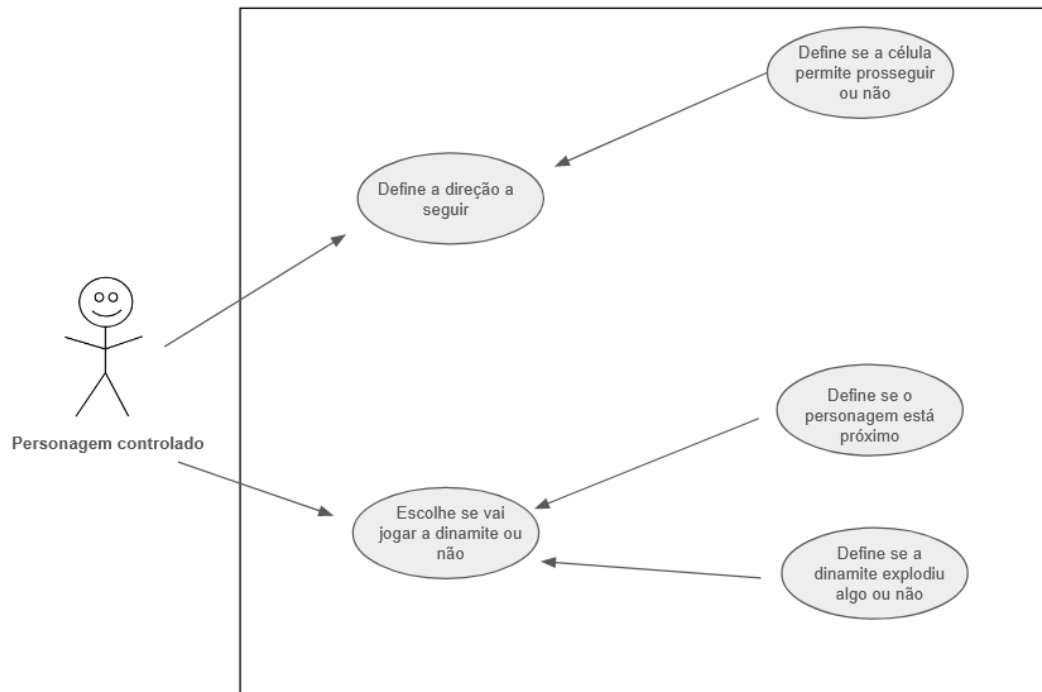 Define se a célula
permite prosseguir
ou não
Define a direção a
seguir
Personagem controlado
Define se o
personagem está
próximo
Escolhe se vai
jogar a dinamite ou
não
Define se a
dinamite explodiu
algo ou não